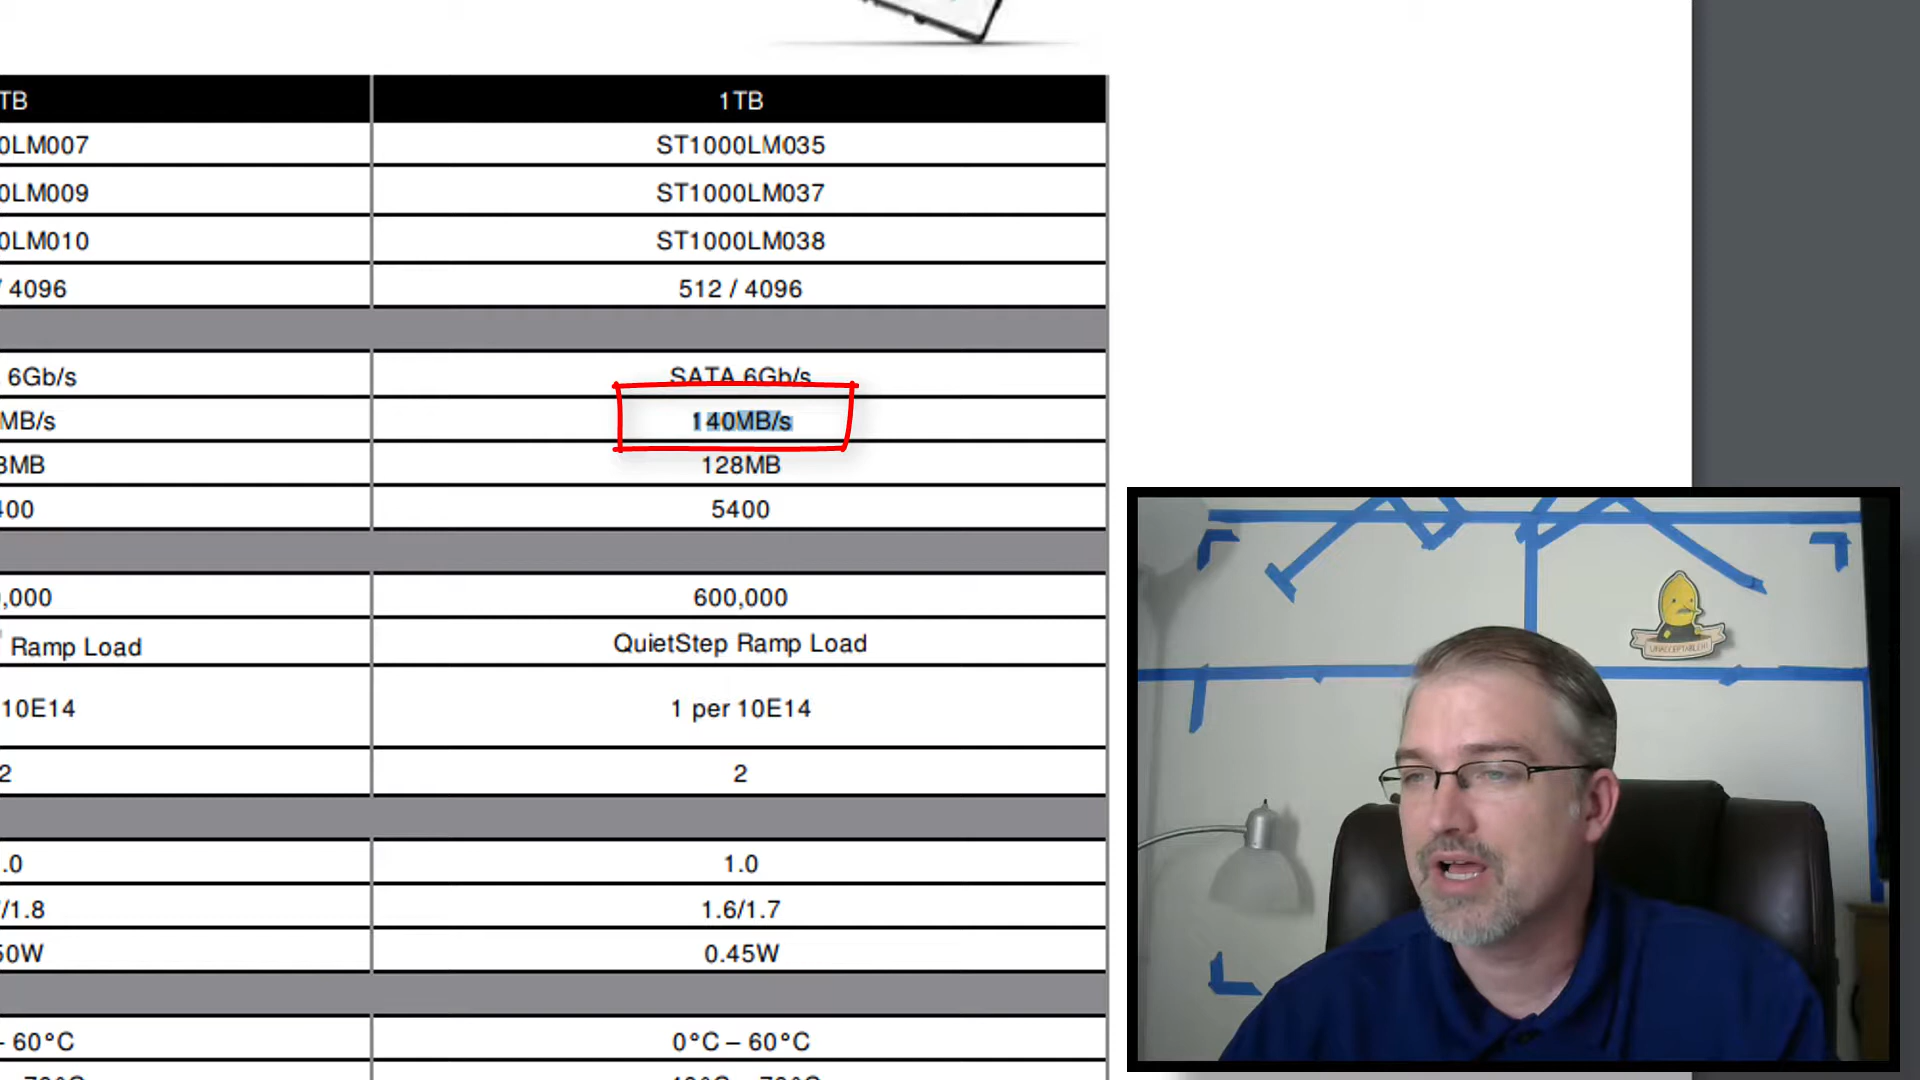 TB 1TB
0LM007 ST1000LM035
0LM009 ST1000LM037
0LM010 ST1000LM038
/ 4096 512 / 4096
6Gb/s SATA 6Gb/s
MB/s 140MB/s
MB 128MB
400 5400
,000 600,000
Ramp Load QuietStep Ramp Load
10E14 1 per 10E14
2 2
.0 1.0
/1.8 1.6/1.7
50W 0.45W
– 60°C 0°C – 60°C
UNACCEPTABLE!!